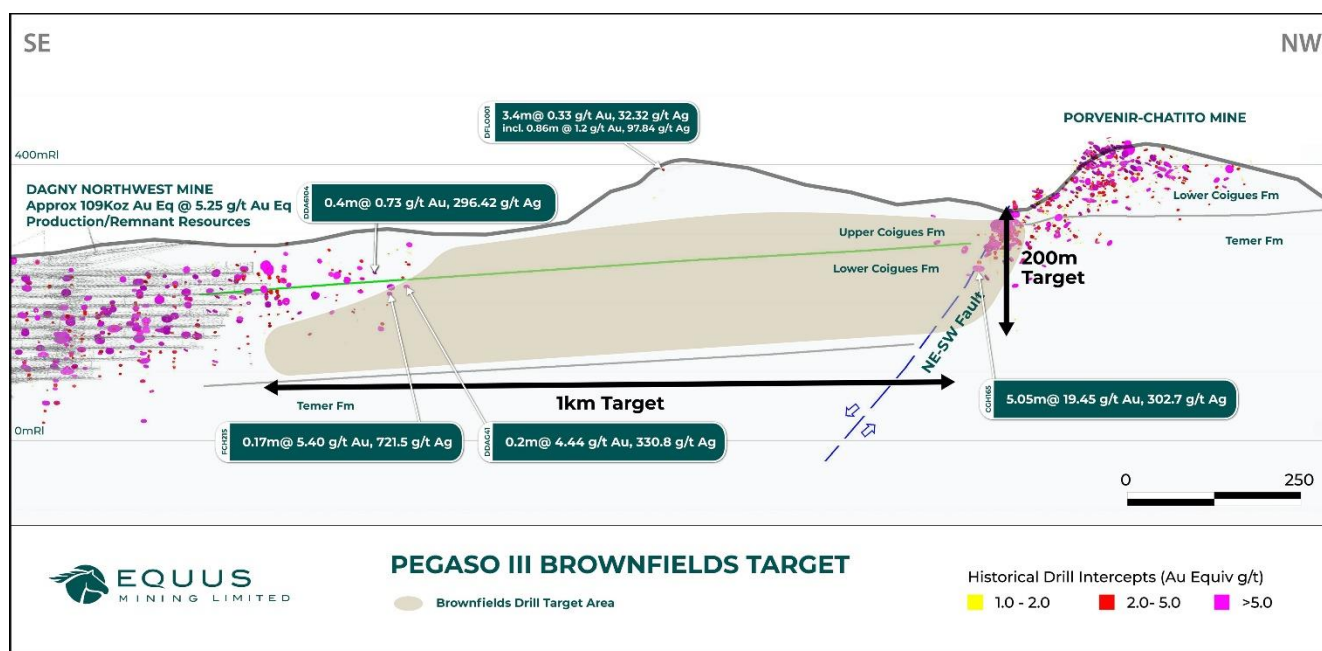 SE
NW
DFLO001
3.4m@ 0.33 g/t Au, 32.32 g/t Ag
incl. 0.86m @ 1.2 g/t Au, 97.84 g/t Ag
PORVENIR-CHATITO MINE
400mRl
DAGNY NORTHWEST MINE
Approx 109Koz Au Eq @ 5.25 g/t Au Eq
Production/Remnant Resources
DDA6104
0.4m@ 0.73 g/t Au, 296.42 g/t Ag
Lower Coigues Fm
Upper Coigues Fm
Temer Fm
Lower Coigues Fm
200m
Target
NE-SW Fault
1km Target
Temer Fm
CGH165
5.05m@ 19.45 g/t Au, 302.7 g/t Ag
0mRl
FCH215
0.17m@ 5.40 g/t Au, 721.5 g/t Ag
DDAG41
0.2m@ 4.44 g/t Au, 330.8 g/t Ag
0 250
EQUUS
MINING LIMITED
PEGASO III BROWNFIELDS TARGET
Brownfields Drill Target Area
Historical Drill Intercepts (Au Equiv g/t)
1.0 - 2.0 2.0- 5.0 >5.0